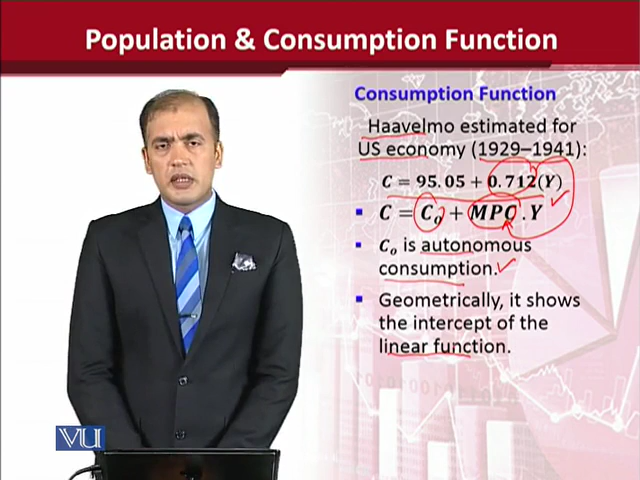 Population & Consumption Function
Consumption Function
Haavelmo estimated for
US economy (1929–1941):
C = 95.05 + 0.712(Y)
▪ C = Cₒ + MPC . Y
▪ Cₒ is autonomous
consumption.
▪ Geometrically, it shows
the intercept of the
linear function.
VU